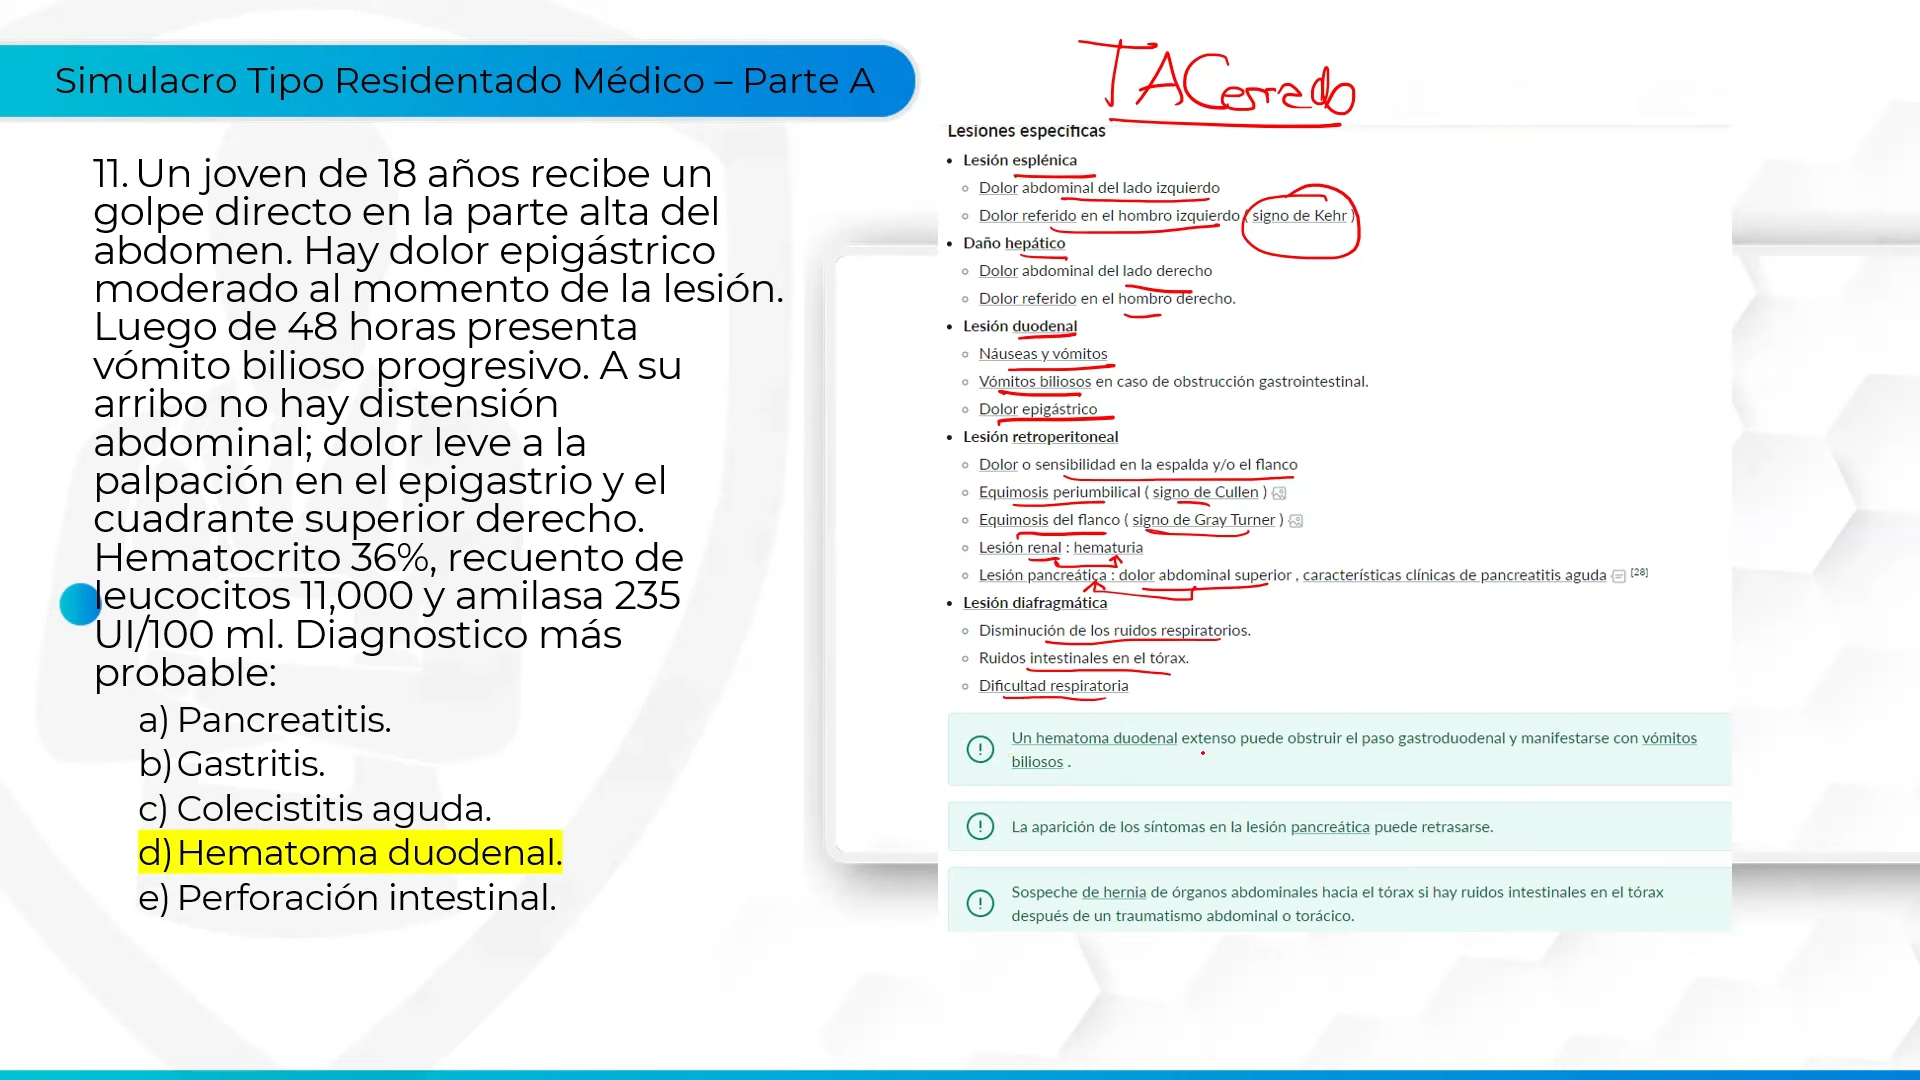 Simulacro Tipo Residentado Médico – Parte A
11. Un joven de 18 años recibe un
golpe directo en la parte alta del
abdomen. Hay dolor epigástrico
moderado al momento de la lesión.
Luego de 48 horas presenta
vómito bilioso progresivo. A su
arribo no hay distensión
abdominal; dolor leve a la
palpación en el epigastrio y el
cuadrante superior derecho.
Hematocrito 36%, recuento de
leucocitos 11,000 y amilasa 235
UI/100 ml. Diagnostico más
probable:
a) Pancreatitis.
b) Gastritis.
c) Colecistitis aguda.
d) Hematoma duodenal.
e) Perforación intestinal.
TACerrado
Lesiones específicas
• Lesión esplénica
Dolor abdominal del lado izquierdo
Dolor referido en el hombro izquierdo ( signo de Kehr )
• Daño hepático
Dolor abdominal del lado derecho
Dolor referido en el hombro derecho.
• Lesión duodenal
Náuseas y vómitos
Vómitos biliosos en caso de obstrucción gastrointestinal.
Dolor epigástrico
• Lesión retroperitoneal
Dolor o sensibilidad en la espalda y/o el flanco
Equimosis periumbilical ( signo de Cullen )
Equimosis del flanco ( signo de Gray Turner )
Lesión renal : hematuria
Lesión pancreática : dolor abdominal superior , características clínicas de pancreatitis aguda [28]
• Lesión diafragmática
Disminución de los ruidos respiratorios.
Ruidos intestinales en el tórax.
Dificultad respiratoria
Un hematoma duodenal extenso puede obstruir el paso gastroduodenal y manifestarse con vómitos
biliosos .
La aparición de los síntomas en la lesión pancreática puede retrasarse.
Sospeche de hernia de órganos abdominales hacia el tórax si hay ruidos intestinales en el tórax
después de un traumatismo abdominal o torácico.